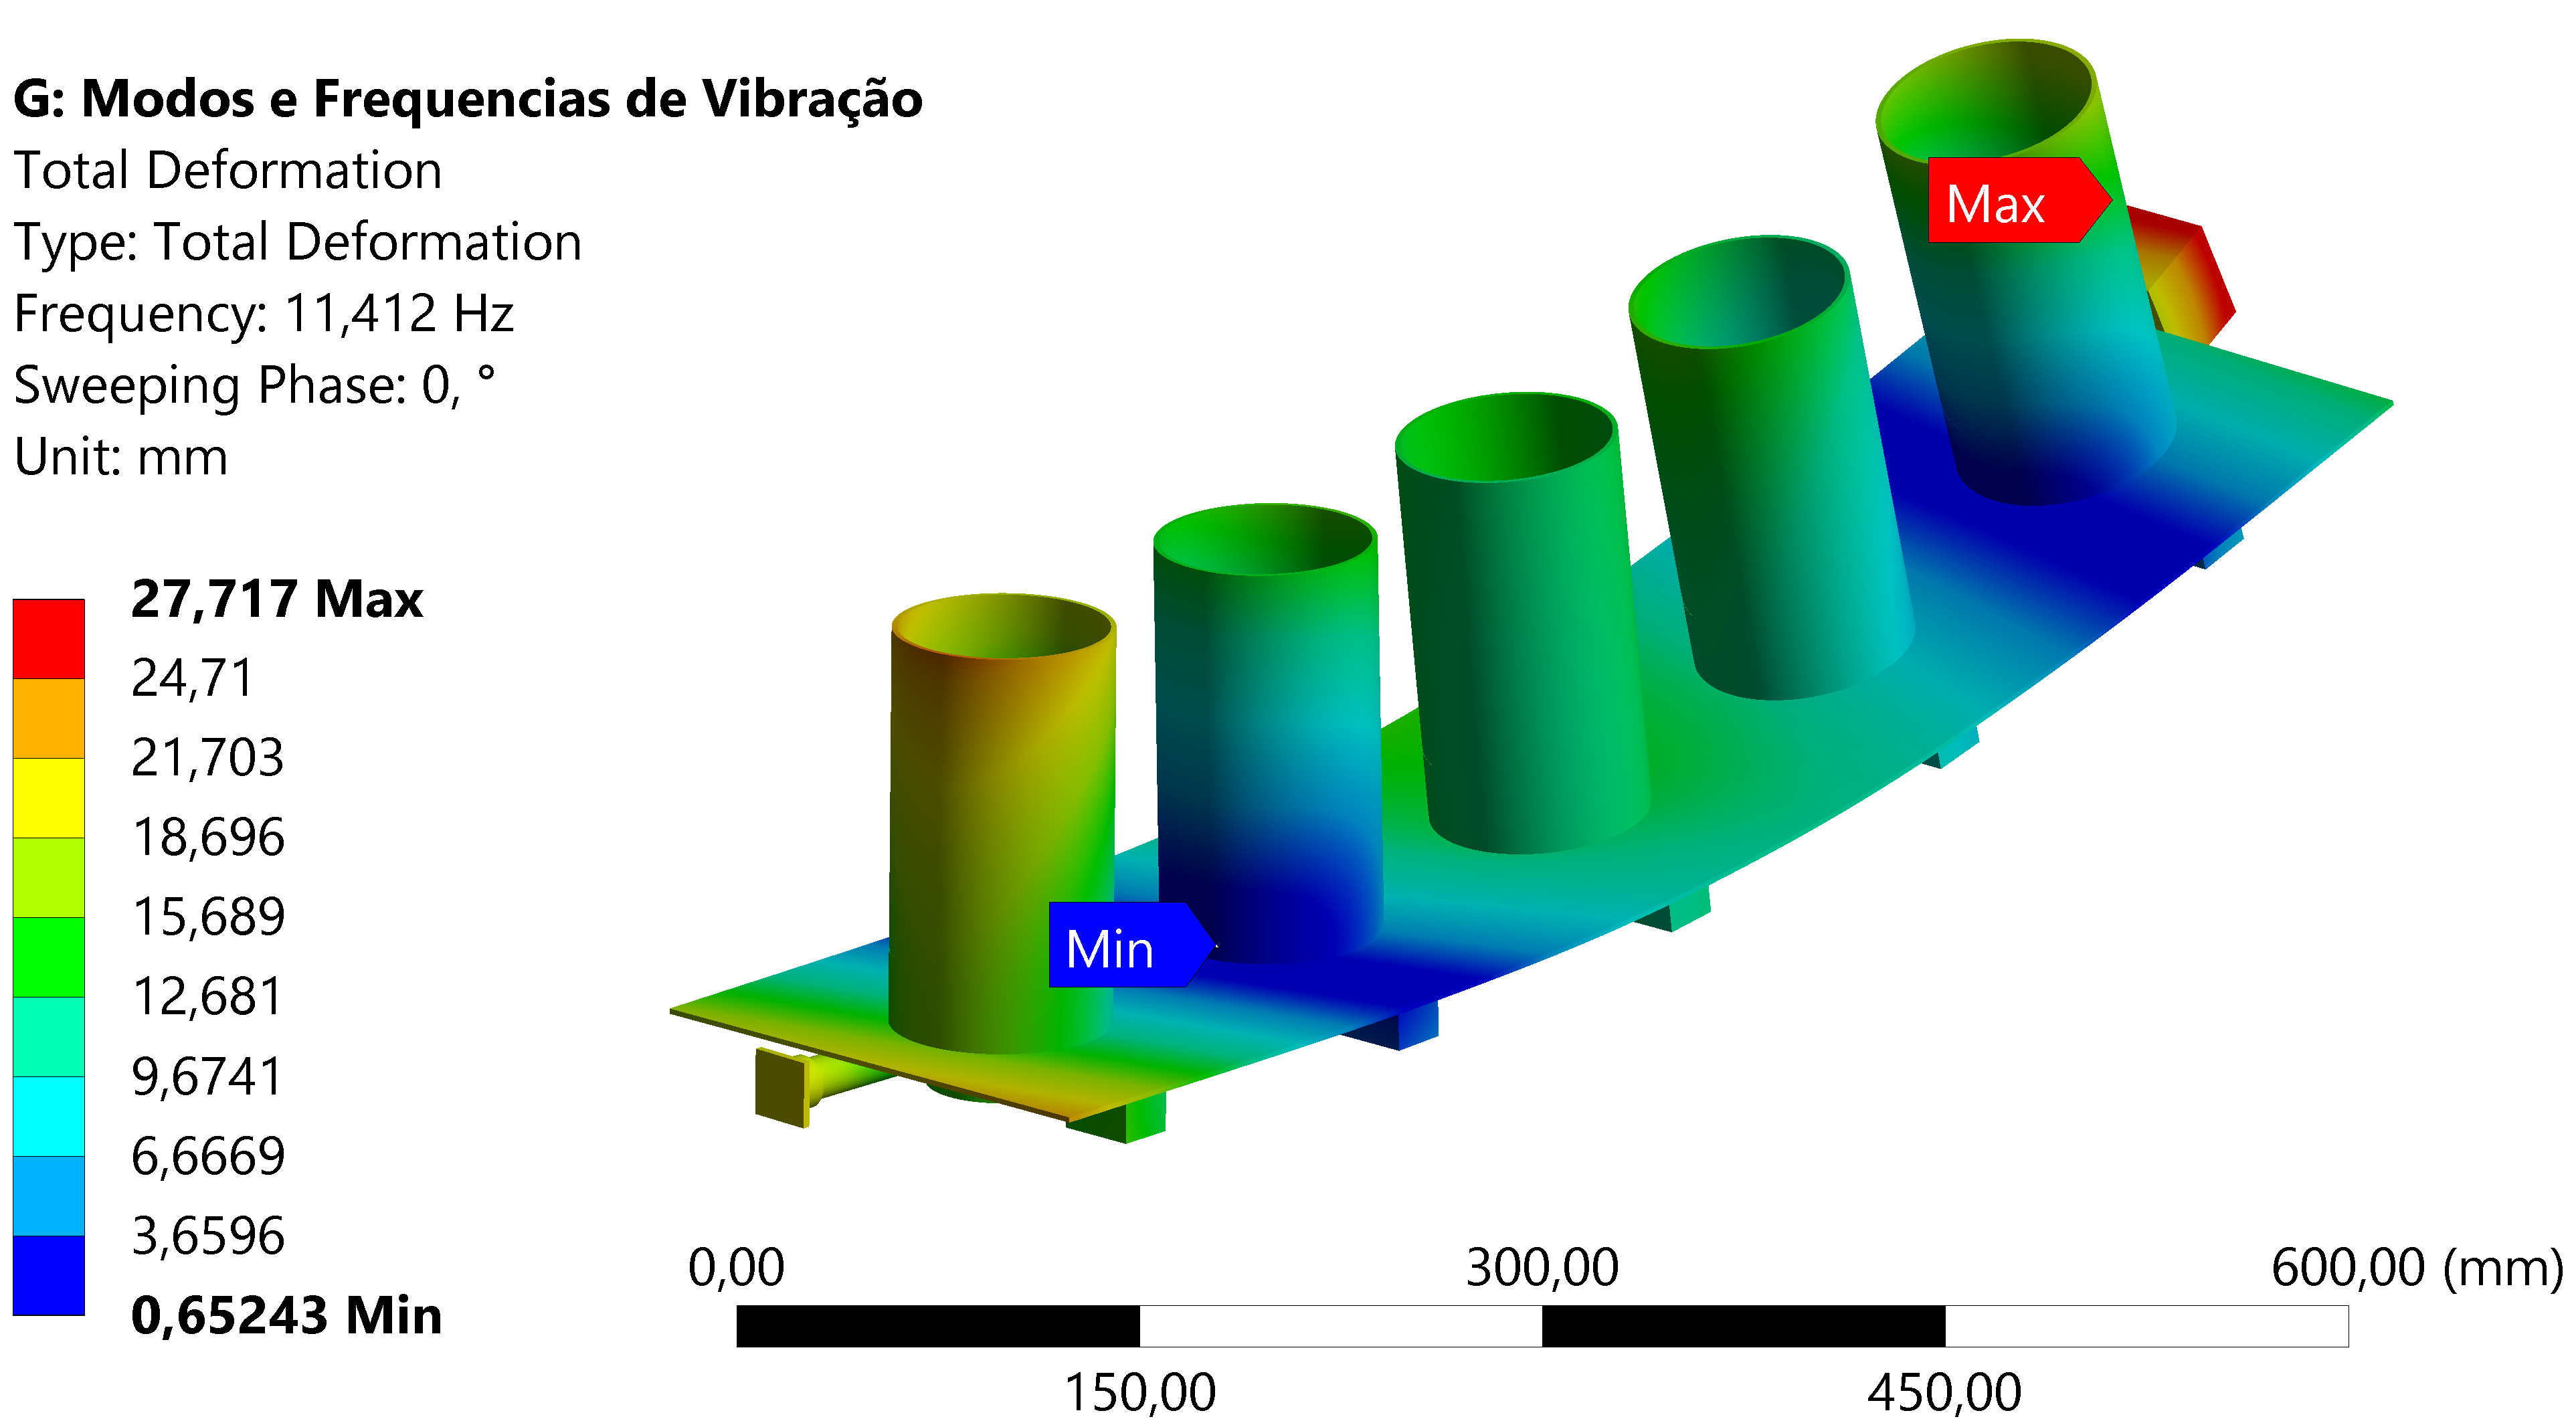 G: Modos e Frequencias de Vibração
Total Deformation
Type: Total Deformation
Frequency: 11,412 Hz
Sweeping Phase: 0, °
Unit: mm
27,717 Max
24,71
21,703
18,696
15,689
12,681
9,6741
6,6669
3,6596
0,65243 Min
Max
Min
0,00 300,00 600,00 (mm)
150,00 450,00